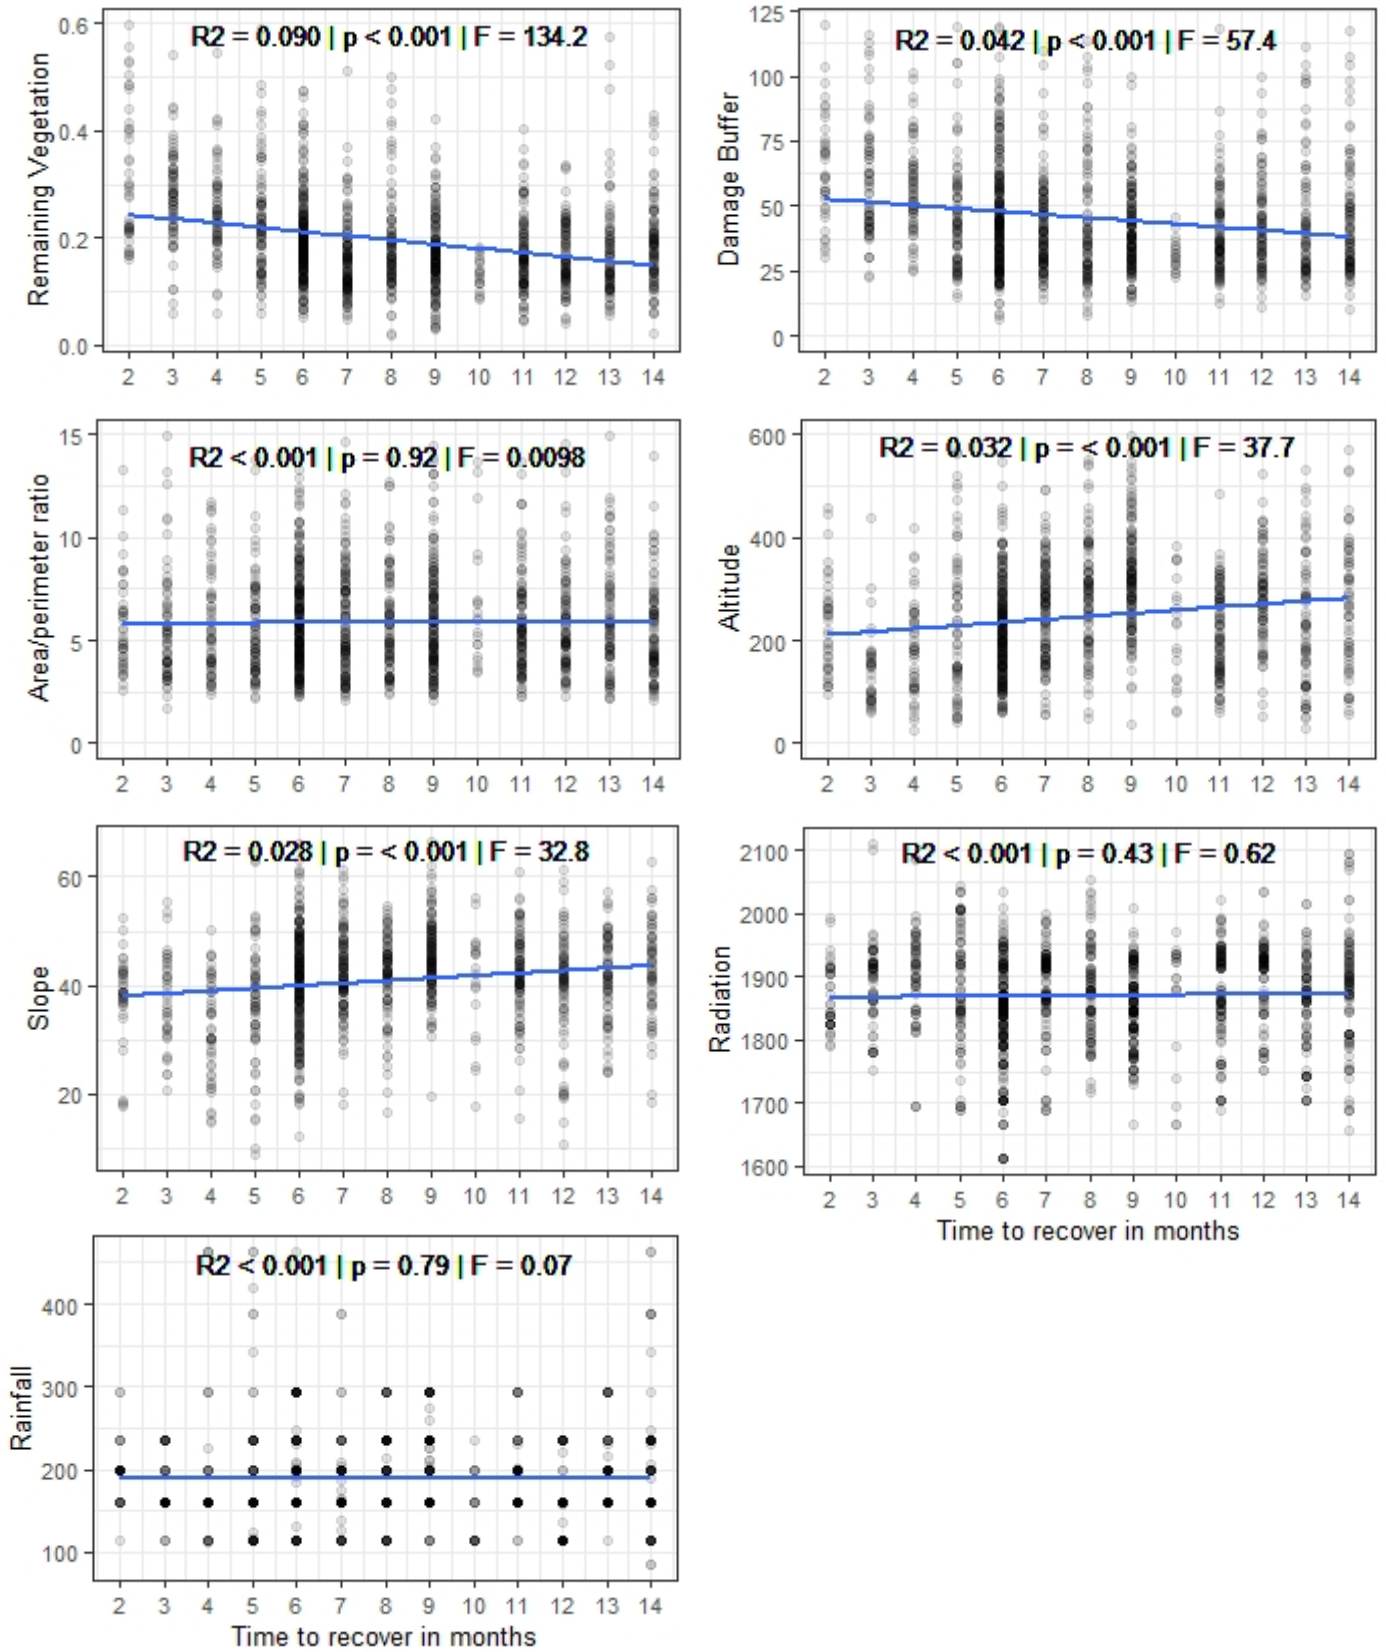 R2 = 0.090 | p < 0.001 | F = 134.2
Remaining Vegetation
0.6
0.4
0.2
0.0
2 3 4 5 6 7 8 9 10 11 12 13 14
R2 = 0.042 | p < 0.001 | F = 57.4
Damage Buffer
125
100
75
50
25
0
2 3 4 5 6 7 8 9 10 11 12 13 14
R2 < 0.001 | p = 0.92 | F = 0.0098
Area/perimeter ratio
15
10
5
0
2 3 4 5 6 7 8 9 10 11 12 13 14
R2 = 0.032 | p = < 0.001 | F = 37.7
Altitude
600
400
200
0
2 3 4 5 6 7 8 9 10 11 12 13 14
R2 = 0.028 | p = < 0.001 | F = 32.8
Slope
60
40
20
2 3 4 5 6 7 8 9 10 11 12 13 14
R2 < 0.001 | p = 0.43 | F = 0.62
Radiation
2100
2000
1900
1800
1700
1600
2 3 4 5 6 7 8 9 10 11 12 13 14
Time to recover in months
R2 < 0.001 | p = 0.79 | F = 0.07
Rainfall
400
300
200
100
2 3 4 5 6 7 8 9 10 11 12 13 14
Time to recover in months